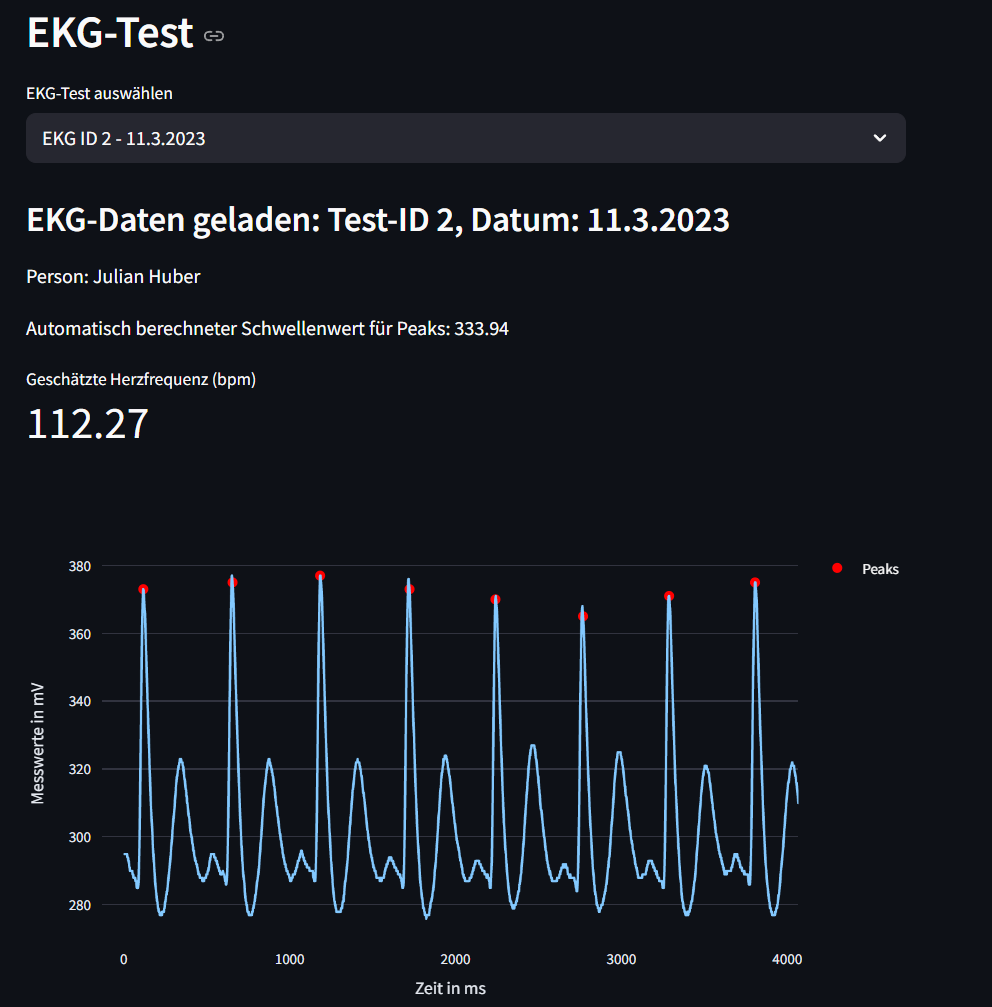 EKG-Test
EKG-Test auswählen
EKG ID 2 - 11.3.2023
EKG-Daten geladen: Test-ID 2, Datum: 11.3.2023
Person: Julian Huber
Automatisch berechneter Schwellenwert für Peaks: 333.94
Geschätzte Herzfrequenz (bpm)
112.27
Peaks
380
360
340
320
300
280
Messwerte in mV
0 1000 2000 3000 4000
Zeit in ms